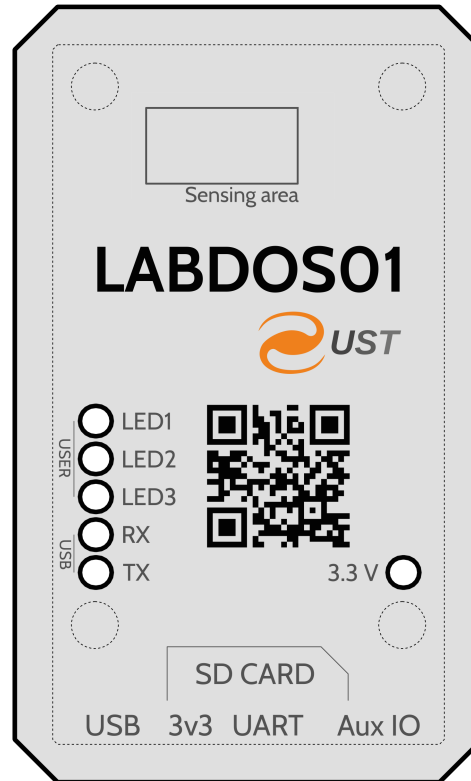 Sensing area
LABDOS01
UST
USER
LED1
LED2
LED3
USB
RX
TX
3.3 V
SD CARD
USB 3v3 UART Aux IO